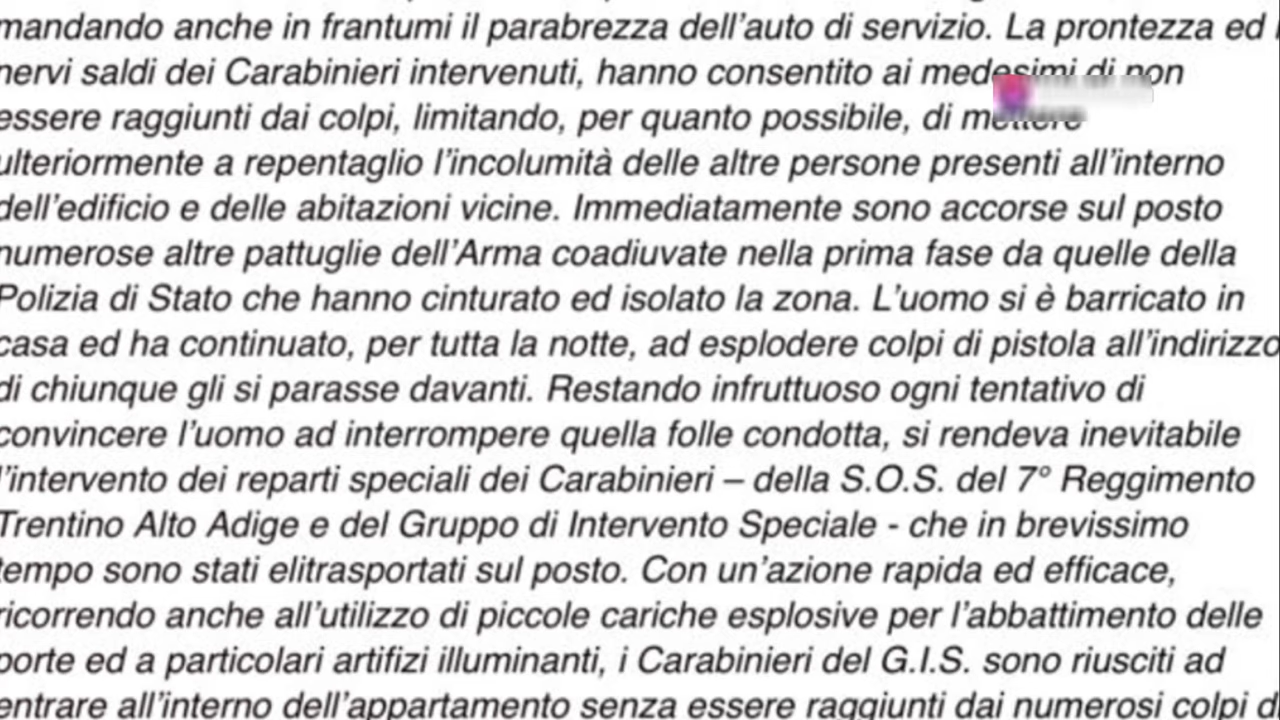 mandando anche in frantumi il parabrezza dell'auto di servizio. La prontezza ed
nervi saldi dei Carabinieri intervenuti, hanno consentito ai medesimi di non
essere raggiunti dai colpi, limitando, per quanto possibile, di mettere
ulteriormente a repentaglio l'incolumità delle altre persone presenti all'interno
dell'edificio e delle abitazioni vicine. Immediatamente sono accorse sul posto
numerose altre pattuglie dell'Arma coadiuvate nella prima fase da quelle della
Polizia di Stato che hanno cinturato ed isolato la zona. L'uomo si è barricato in
casa ed ha continuato, per tutta la notte, ad esplodere colpi di pistola all'indirizzo
di chiunque gli si parasse davanti. Restando infruttuoso ogni tentativo di
convincere l'uomo ad interrompere quella folle condotta, si rendeva inevitabile
l'intervento dei reparti speciali dei Carabinieri – della S.O.S. del 7° Reggimento
Trentino Alto Adige e del Gruppo di Intervento Speciale - che in brevissimo
tempo sono stati elitrasportati sul posto. Con un'azione rapida ed efficace,
ricorrendo anche all'utilizzo di piccole cariche esplosive per l'abbattimento delle
porte ed a particolari artifizi illuminanti, i Carabinieri del G.I.S. sono riusciti ad
entrare all'interno dell'appartamento senza essere raggiunti dai numerosi colpi